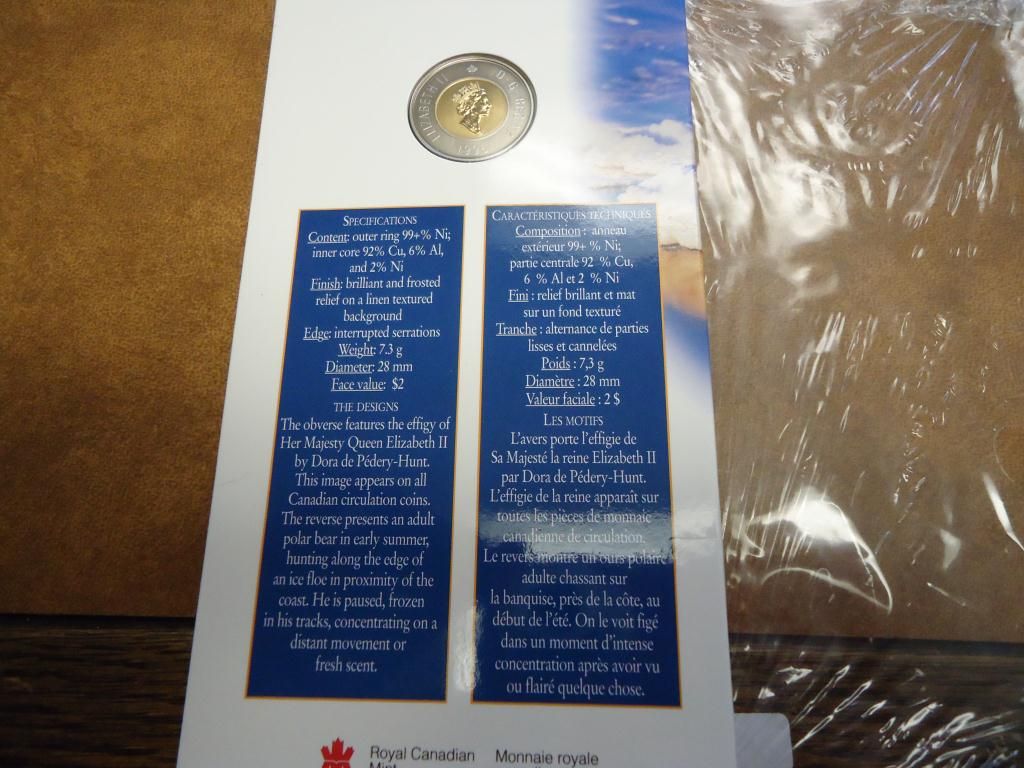 ELIZABETH II D·G·REGINA
1996
SPECIFICATIONS
Content: outer ring 99+% Ni;
inner core 92% Cu, 6% Al,
and 2% Ni
Finish: brilliant and frosted
relief on a linen textured
background
Edge: interrupted serrations
Weight: 7.3 g
Diameter: 28 mm
Face value: $2
THE DESIGNS
The obverse features the effigy of
Her Majesty Queen Elizabeth II
by Dora de Pédery-Hunt.
This image appears on all
Canadian circulation coins.
The reverse presents an adult
polar bear in early summer,
hunting along the edge of
an ice floe in proximity of the
coast. He is paused, frozen
in his tracks, concentrating on a
distant movement or
fresh scent.
CARACTÉRISTIQUES TECHNIQUES
Composition : anneau
extérieur 99+ % Ni;
partie centrale 92 % Cu,
6 % Al et 2 % Ni
Fini : relief brillant et mat
sur un fond texturé
Tranche : alternance de parties
lisses et cannelées
Poids : 7,3 g
Diamètre : 28 mm
Valeur faciale : 2 $
LES MOTIFS
L'avers porte l'effigie de
Sa Majesté la reine Elizabeth II
par Dora de Pédery-Hunt.
L'effigie de la reine apparaît sur
toutes les pièces de monnaie
canadienne de circulation.
Le revers montre un ours polaire
adulte chassant sur
la banquise, près de la côte, au
début de l'été. On le voit figé
dans un moment d'intense
concentration après avoir vu
ou flairé quelque chose.
Royal Canadian
Mint
Monnaie royale